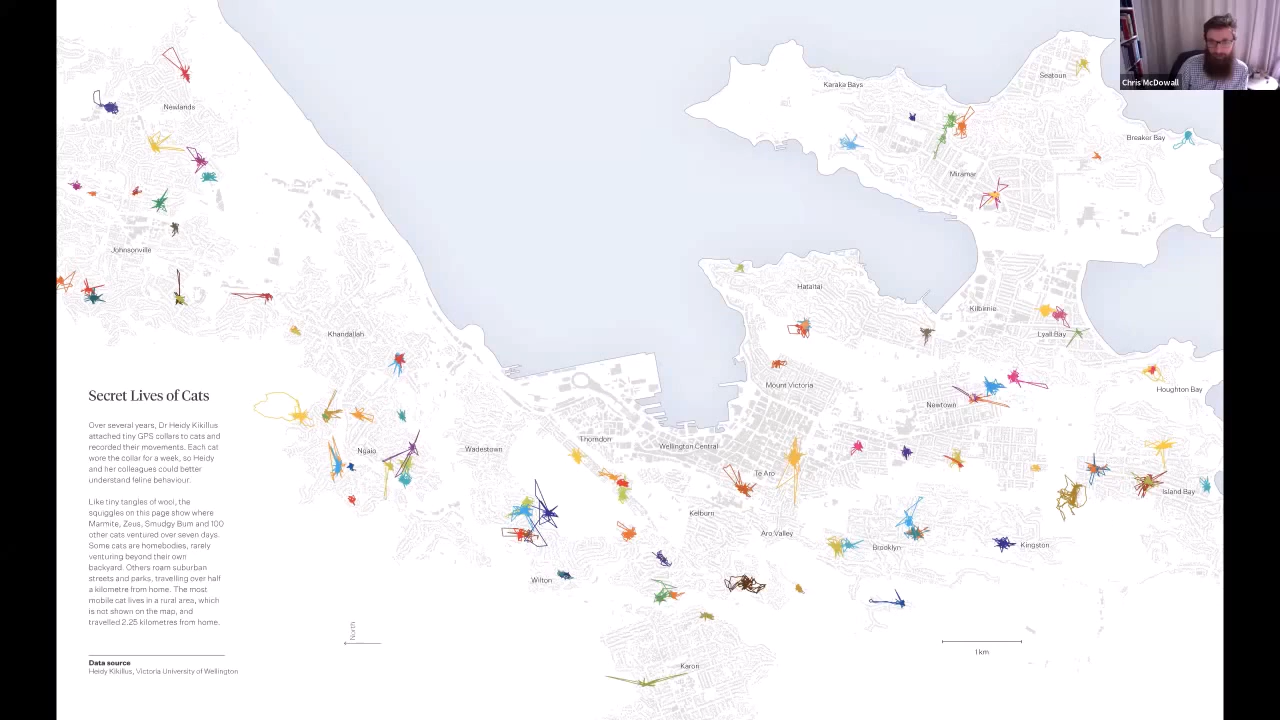 Chris McDowall
Seatoun
Karaka Bays
Newlands
Breaker Bay
Miramar
Johnsonville
Hataitai
Kilbirnie
Khandallah
Lyall Bay
Mount Victoria
Houghton Bay
Newtown
Secret Lives of Cats
Over several years, Dr Heidy Kikillus
attached tiny GPS collars to cats and
recorded their movements. Each cat
wore the collar for a week, so Heidy
and her colleagues could better
understand feline behaviour.
Like tiny tangles of wool, the
squiggles on this page show where
Marmite, Zeus, Smudgy Bum and 100
other cats ventured over seven days.
Some cats are homebodies, rarely
venturing beyond their own
backyard. Others roam suburban
streets and parks, travelling over half
a kilometre from home. The most
mobile cat lives in a rural area, which
is not shown on the map, and
travelled 2.25 kilometres from home.
Thorndon
Wellington Central
Ngaio
Wadestown
Te Aro
Island Bay
Kelburn
Aro Valley
Brooklyn
Kingston
Wilton
North
1 km
Karori
Data source
Heidy Kikillus, Victoria University of Wellington